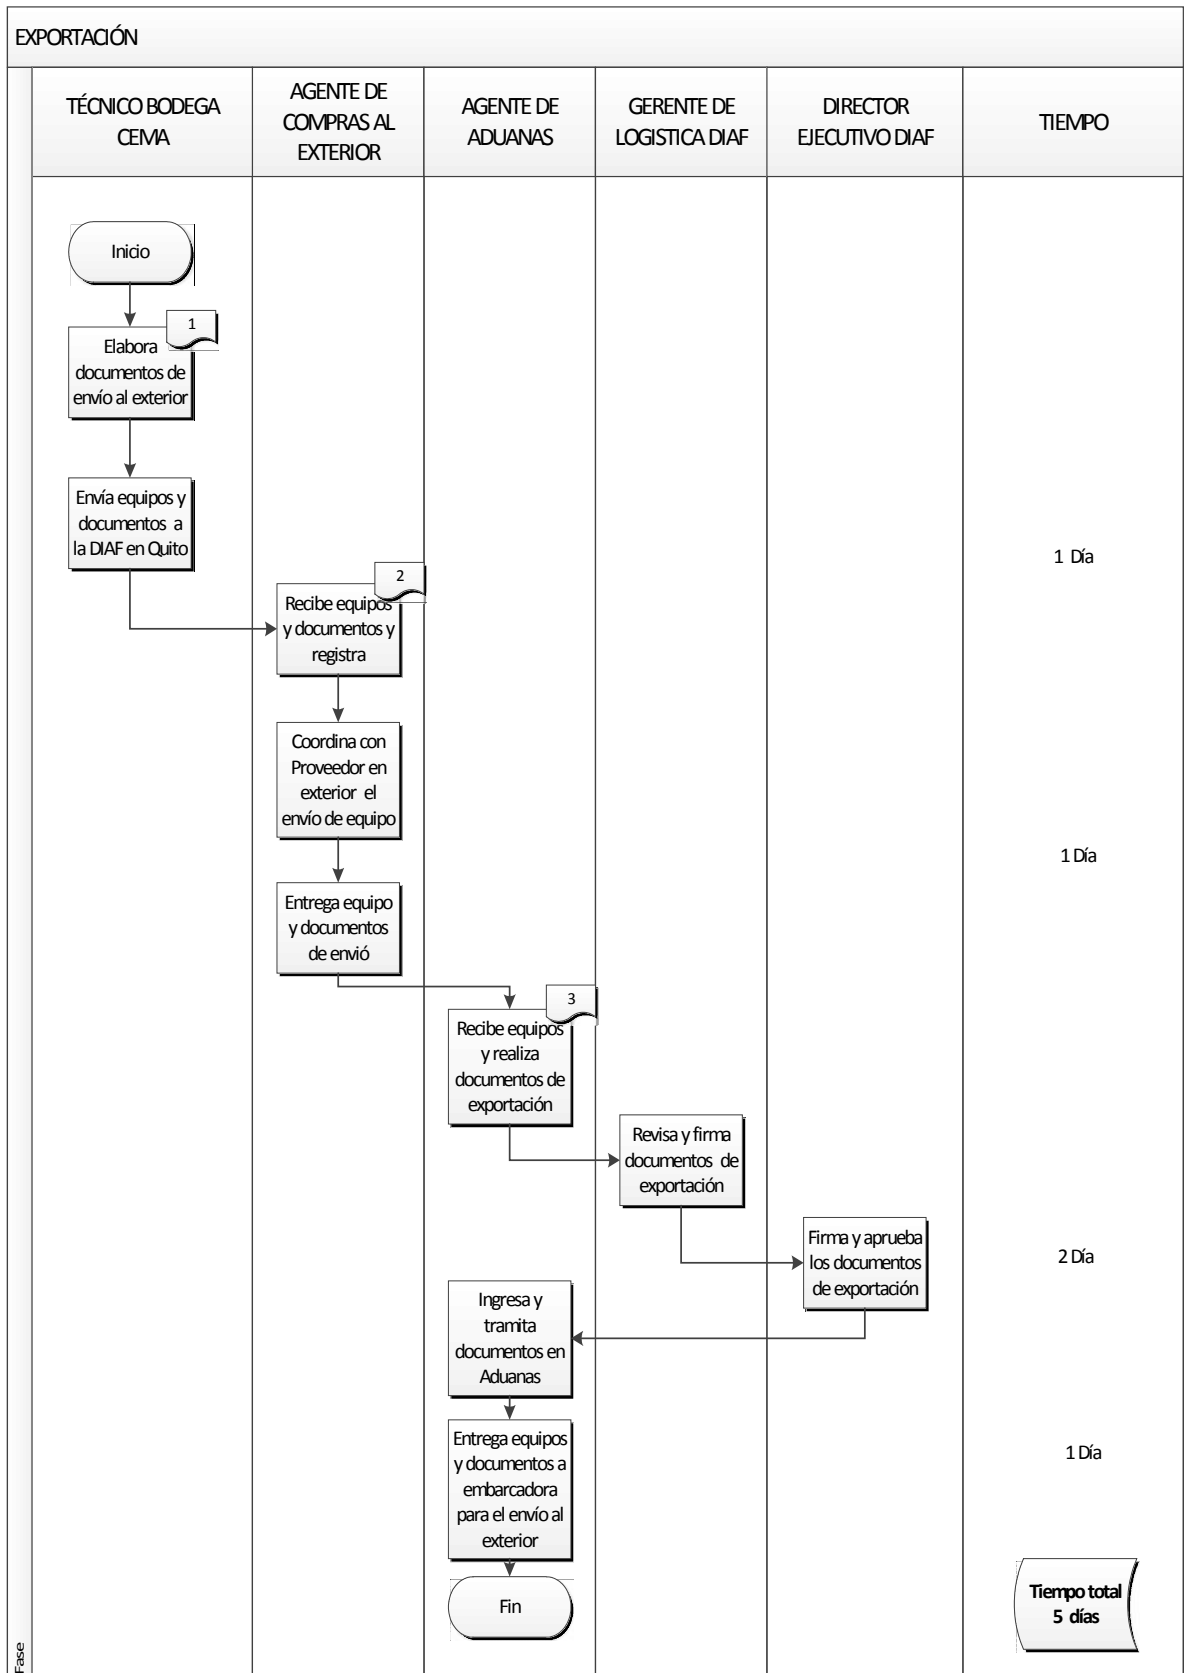 EXPORTACIÓN
TÉCNICO BODEGA
CEMA
AGENTE DE
COMPRAS AL
EXTERIOR
AGENTE DE
ADUANAS
GERENTE DE
LOGISTICA DIAF
DIRECTOR
EJECUTIVO DIAF
TIEMPO
Inicio
1
Elabora
documentos de
envío al exterior
Envía equipos y
documentos a
la DIAF en Quito
1 Día
2
Recibe equipos
y documentos y
registra
Coordina con
Proveedor en
exterior el
envío de equipo
1 Día
Entrega equipo
y documentos
de envió
3
Recibe equipos
y realiza
documentos de
exportación
Revisa y firma
documentos de
exportación
Firma y aprueba
los documentos
de exportación
2 Día
Ingresa y
tramita
documentos en
Aduanas
Entrega equipos
y documentos a
embarcadora
para el envío al
exterior
1 Día
Fin
Tiempo total
5 días
Fase